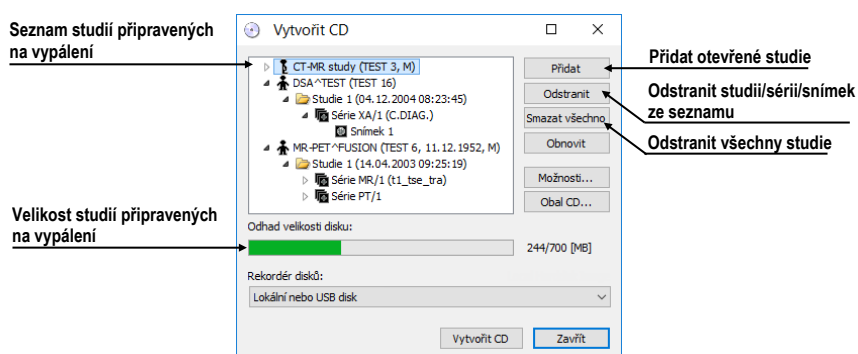 Seznam studií připravených
na vypálení
Vytvořit CD
CT-MR study (TEST 3, M)
DSA^TEST (TEST 16)
Studie 1 (04.12.2004 08:23:45)
Série XA/1 (C.DIAG.)
Snímek 1
MR-PET^FUSION (TEST 6, 11.12.1952, M)
Studie 1 (14.04.2003 09:25:19)
Série MR/1 (t1_tse_tra)
Série PT/1
Přidat
Odstranit
Smazat všechno
Obnovit
Možnosti...
Obal CD...
Přidat otevřené studie
Odstranit studii/sérii/snímek
ze seznamu
Odstranit všechny studie
Velikost studií připravených
na vypálení
Odhad velikosti disku:
244/700 [MB]
Rekordér disků:
Lokální nebo USB disk
Vytvořit CD
Zavřít